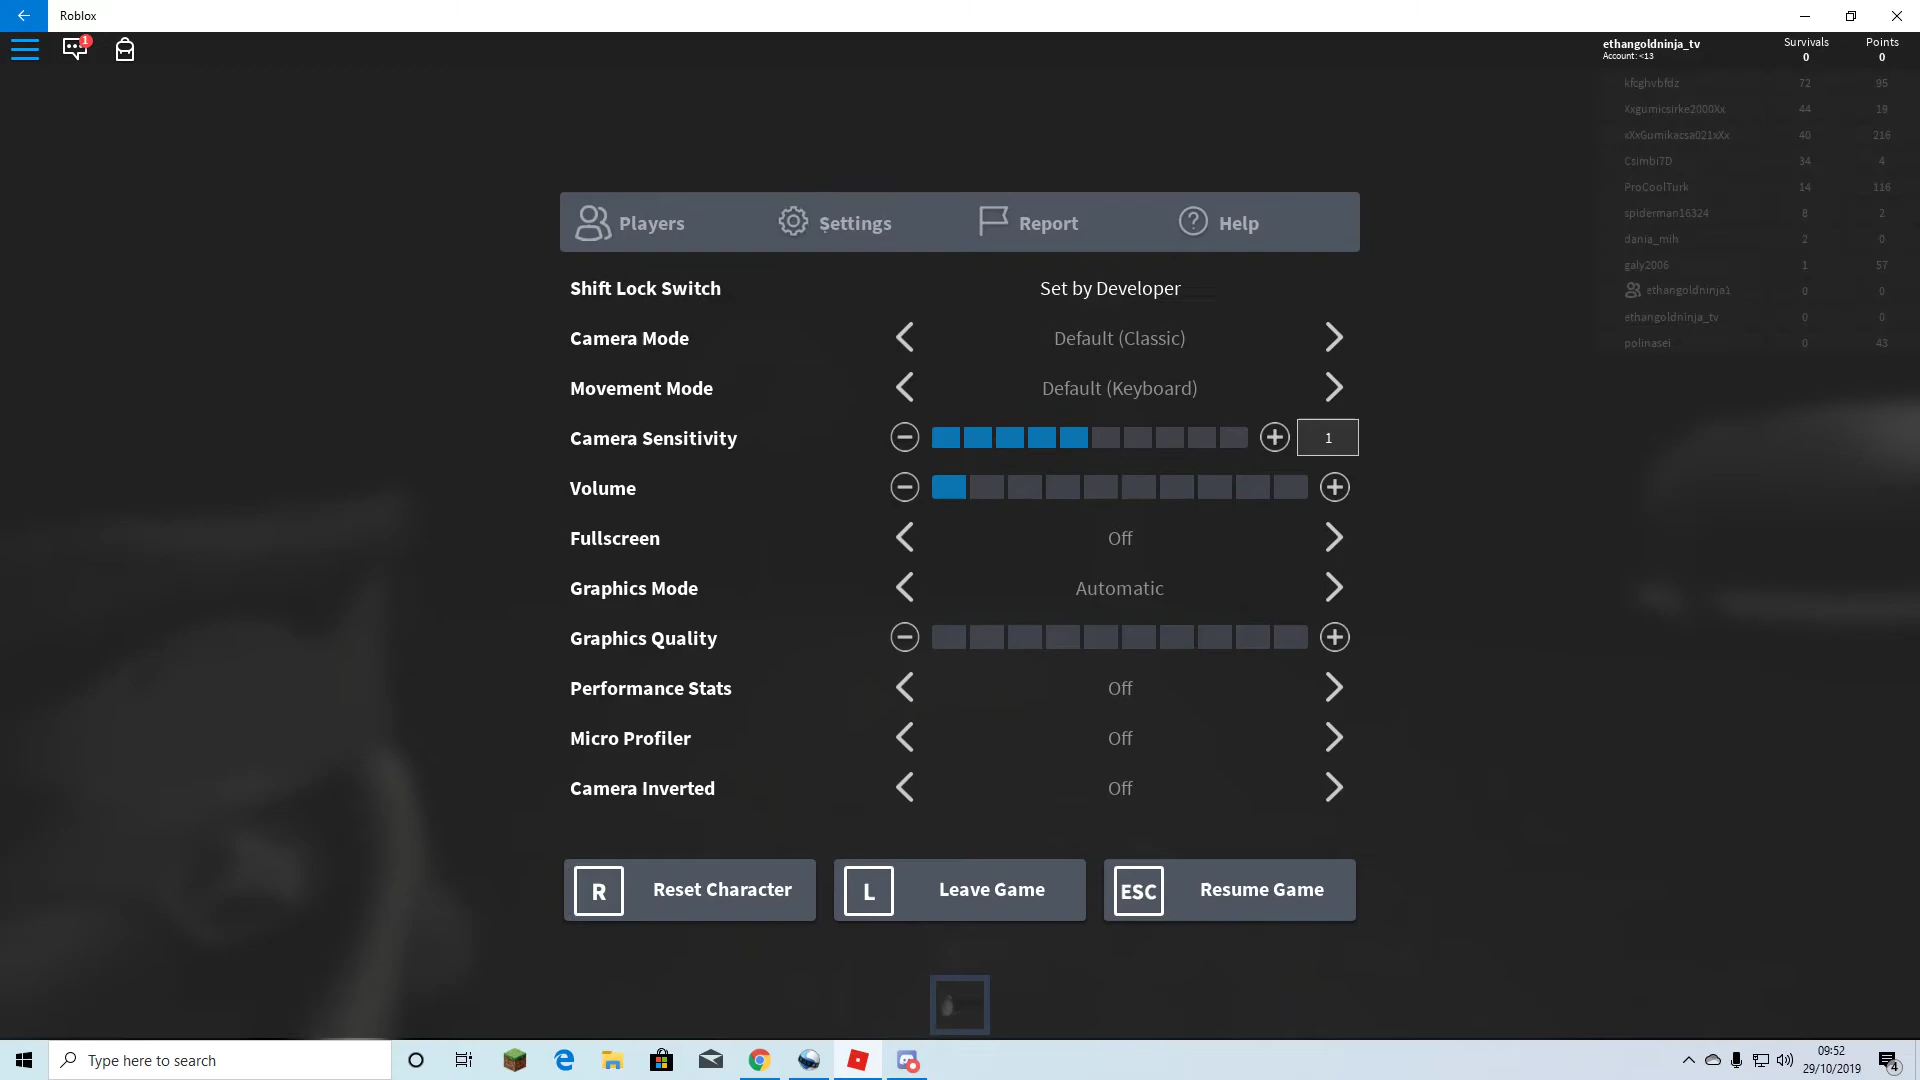 Roblox
1
ethangoldninja_tv
Account: <13
Survivals
0
Points
0
kfcghvbfdz 72 95
Xxgumicsirke2000Xx 44 19
xXxGumikacsa021xXx 40 216
Csimbi7D 34 4
ProCoolTurk 14 116
spiderman16324 8 2
dania_mih 2 0
galy2006 1 57
ethangoldninja1 0 0
ethangoldninja_tv 0 0
polinasei 0 43
Players Settings Report Help
Shift Lock Switch Set by Developer
Camera Mode Default (Classic)
Movement Mode Default (Keyboard)
Camera Sensitivity 1
Volume
Fullscreen Off
Graphics Mode Automatic
Graphics Quality
Performance Stats Off
Micro Profiler Off
Camera Inverted Off
R Reset Character L Leave Game ESC Resume Game
Type here to search
09:52
29/10/2019
4